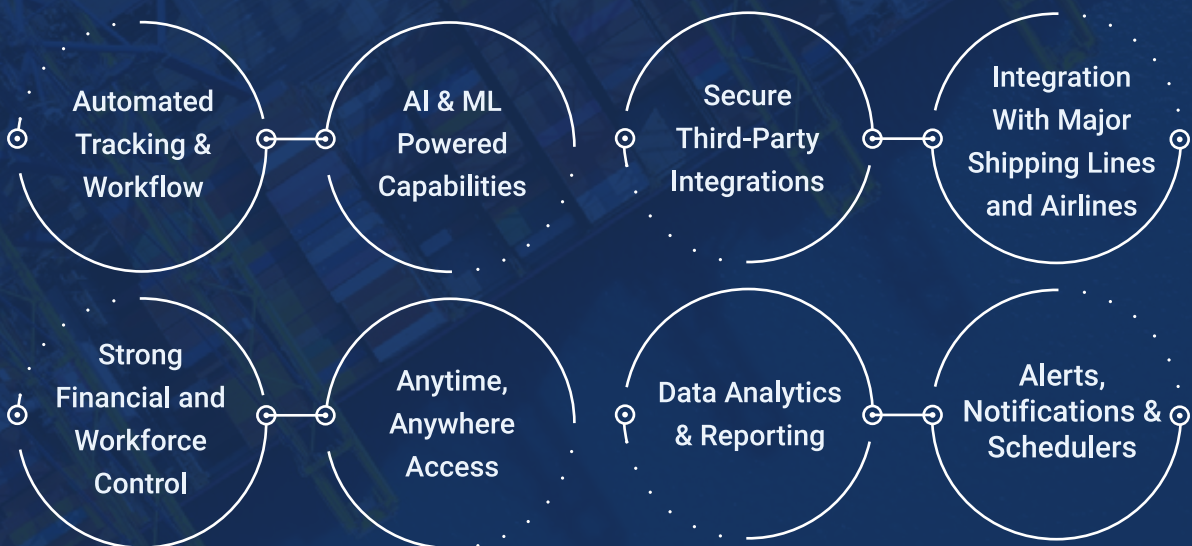 Automated
Tracking &
Workflow
AI & ML
Powered
Capabilities
Secure
Third-Party
Integrations
Integration
With Major
Shipping Lines
and Airlines
Strong
Financial and
Workforce
Control
Anytime,
Anywhere
Access
Data Analytics
& Reporting
Alerts,
Notifications &
Schedulers